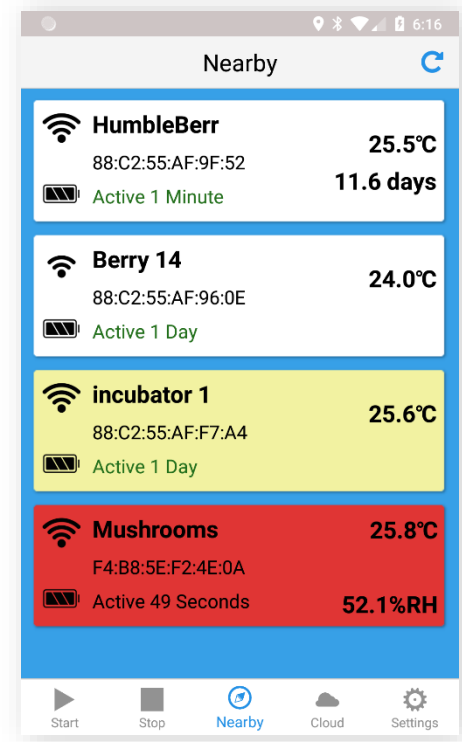 6:16
Nearby
HumbleBerr
25.5℃
88:C2:55:AF:9F:52
11.6 days
Active 1 Minute
Berry 14
24.0℃
88:C2:55:AF:96:0E
Active 1 Day
incubator 1
25.6℃
88:C2:55:AF:F7:A4
Active 1 Day
Mushrooms
25.8℃
F4:B8:5E:F2:4E:0A
Active 49 Seconds
52.1%RH
Start
Stop
Nearby
Cloud
Settings